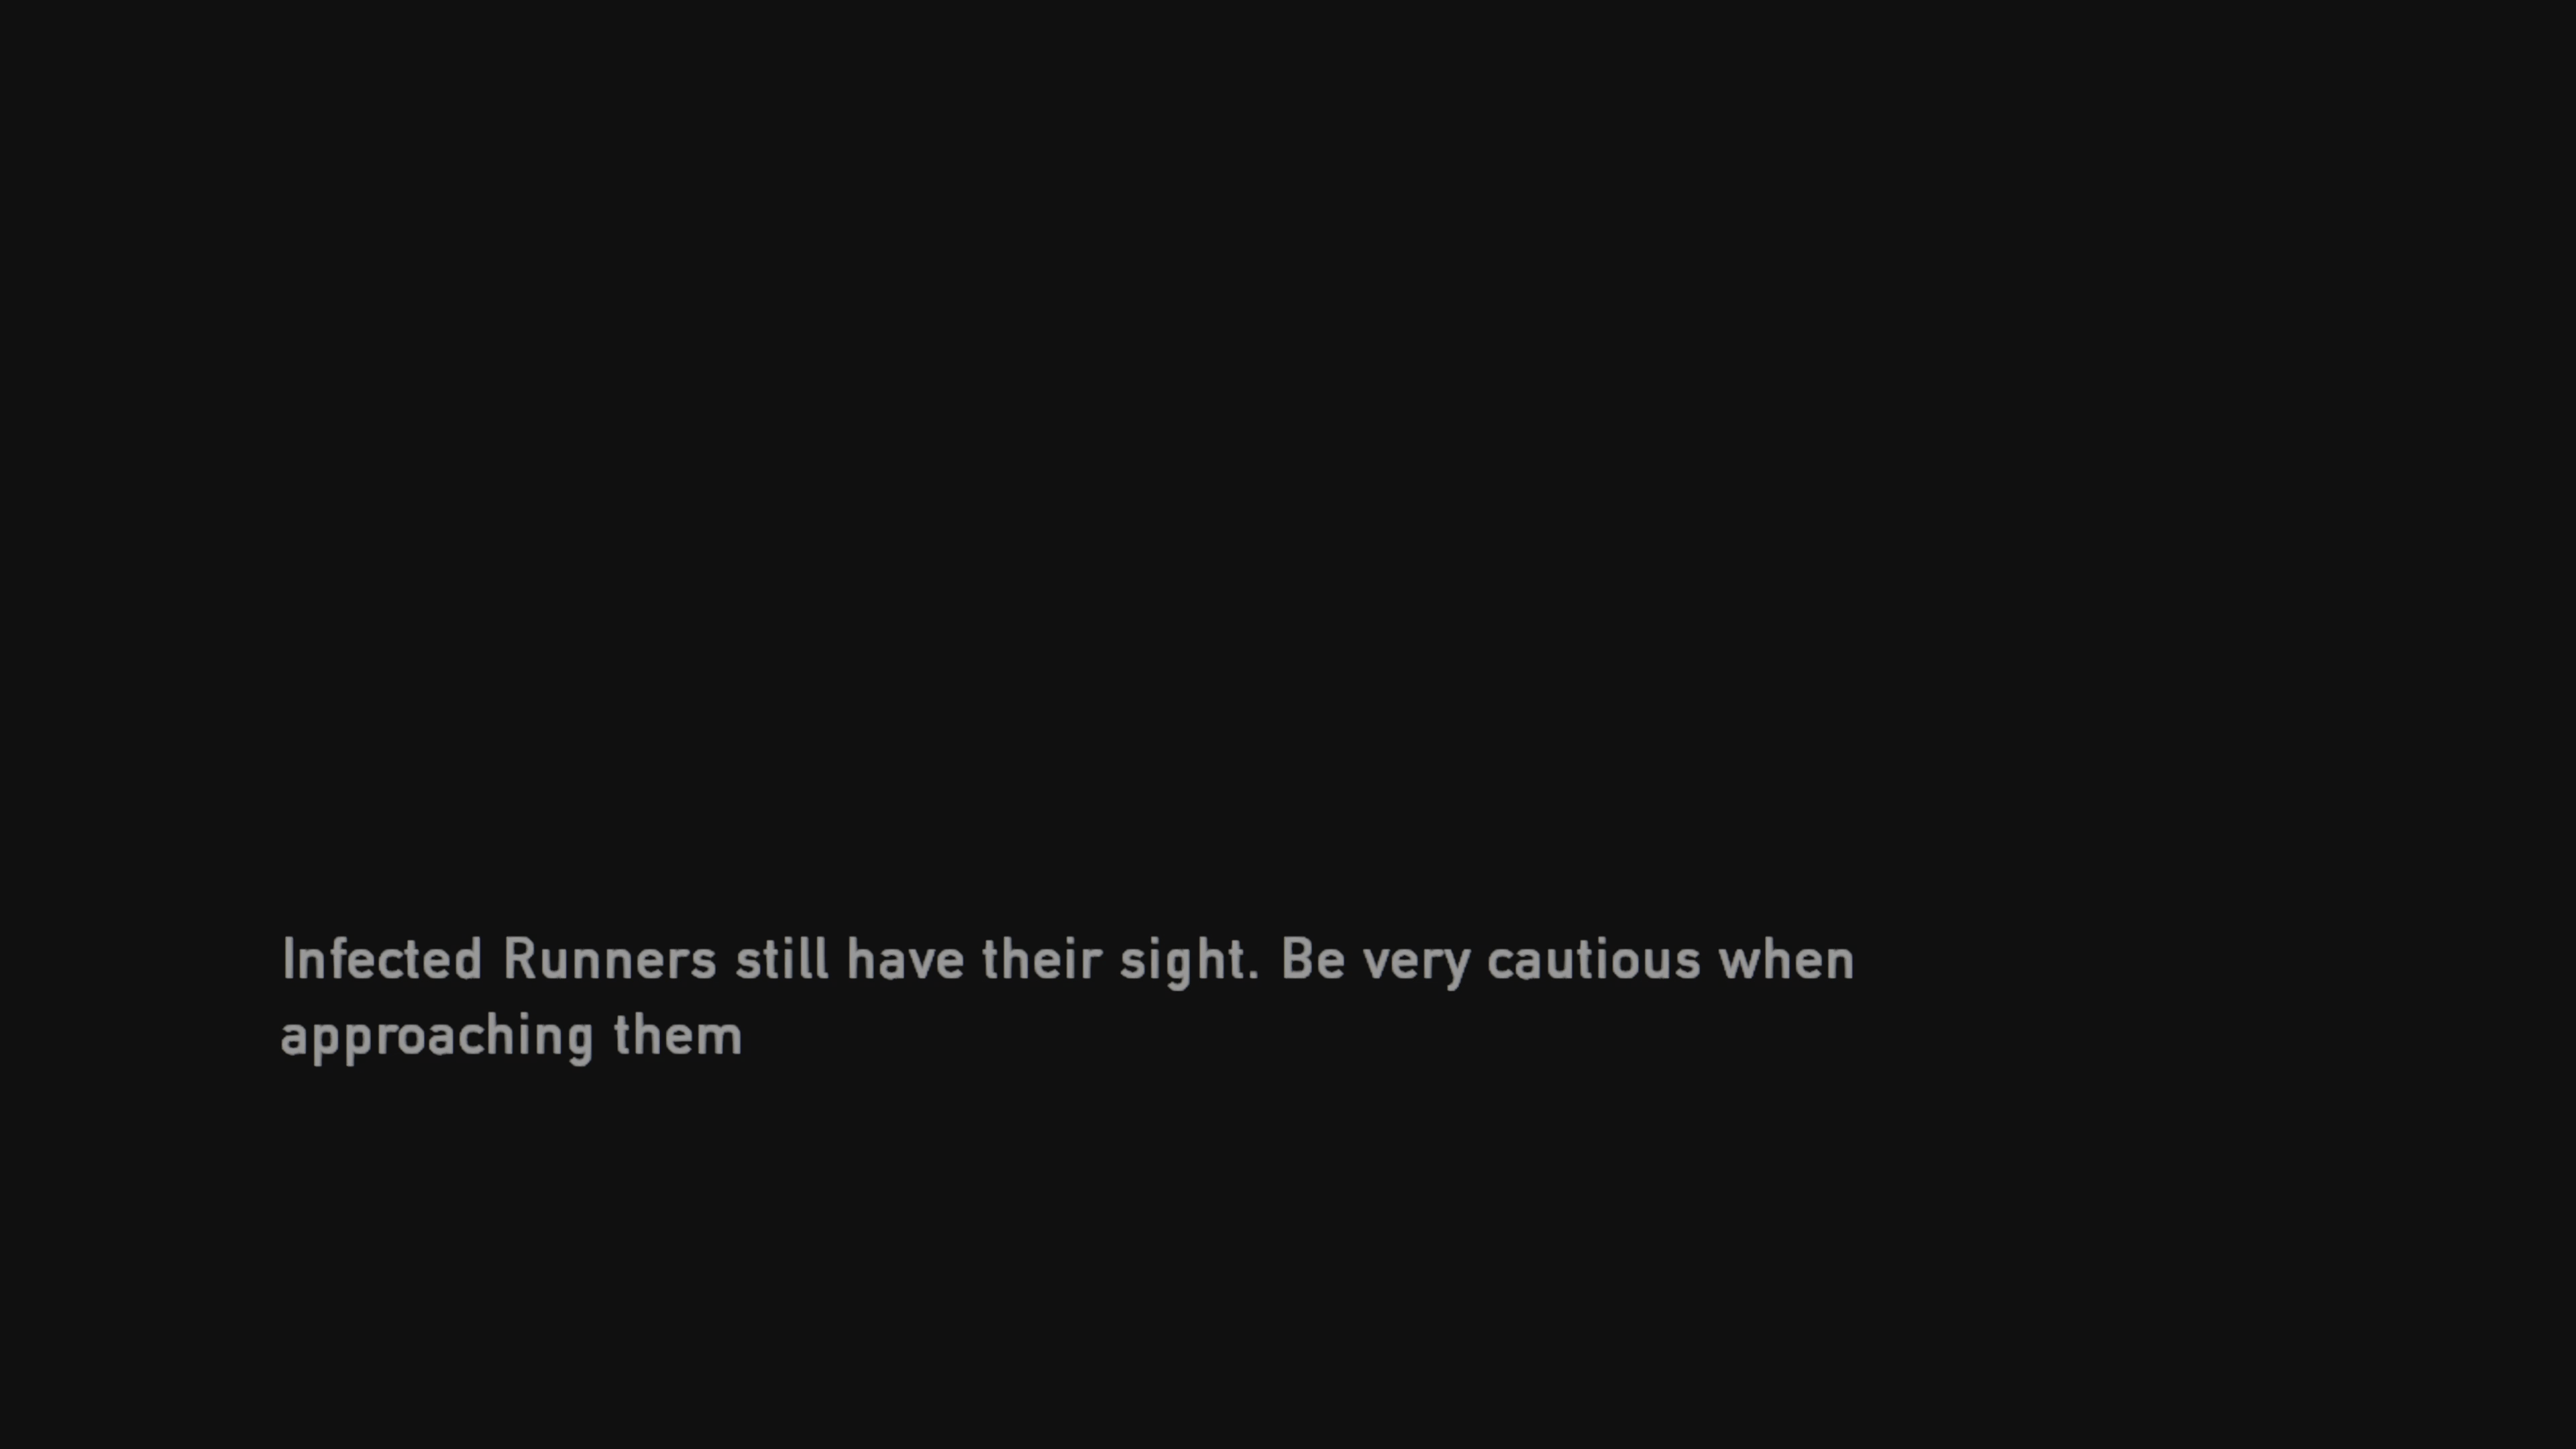 Infected Runners still have their sight. Be very cautious when
approaching them